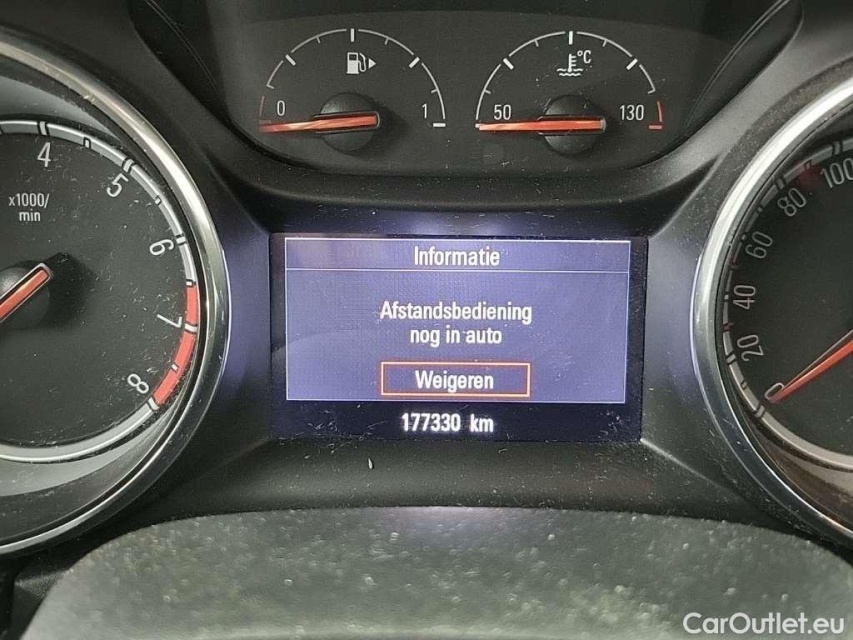 0
1
50
°C
130
4
5
6
7
8
x1000/
min
Informatie
Afstandsbediening
nog in auto
Weigeren
177330 km
0
20
40
60
80
100
CarOutlet.eu